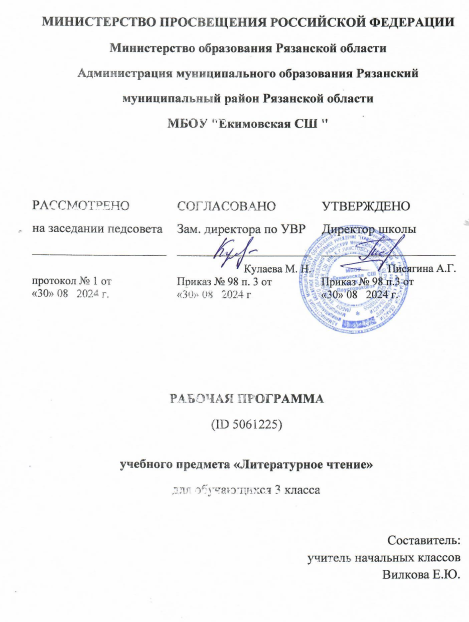 МИНИСТЕРСТВО ПРОСВЕЩЕНИЯ РОССИЙСКОЙ ФЕДЕРАЦИИ
Министерство образования Рязанской области
Администрация муниципального образования Рязанский
муниципальный район Рязанской области
МБОУ "Екимовская СШ "
РАССМОТРЕНО СОГЛАСОВАНО УТВЕРЖДЕНО
на заседании педсовета Зам. директора по УВР Директор школы
Кулаева М. Н. Писягина А.Г.
протокол № 1 от Приказ № 98 п. 3 от Приказ № 98 п.3 от
«30» 08 2024 г. «30» 08 2024 г «30» 08 2024 г.
РАБОЧАЯ ПРОГРАММА
(ID 5061225)
учебного предмета «Литературное чтение»
для обучающихся 3 класса
Составитель:
учитель начальных классов
Вилкова Е.Ю.